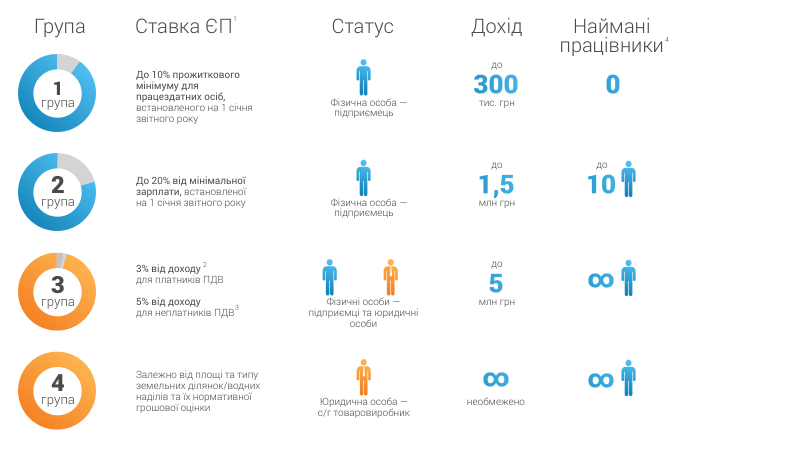 Група
Ставка ЄП1
Статус
Дохід
Наймані
працівники4
1
група
До 10% прожиткового
мінімуму для
працездатних осіб,
встановленого на 1 січня
звітного року
Фізична особа —
підприємець
до
300
тис. грн
0
2
група
До 20% від мінімальної
зарплати, встановленої
на 1 січня звітного року
Фізична особа —
підприємець
до
1,5
млн грн
до
10
3
група
3% від доходу 2
для платників ПДВ
5% від доходу
для неплатників ПДВ3
Фізичні особи —
підприємці та юридичні
особи
до
5
млн грн
∞
4
група
Залежно від площі та типу
земельних ділянок/водних
наділів та їх нормативної
грошової оцінки
Юридична особа —
с/г товаровиробник
∞
необмежено
∞